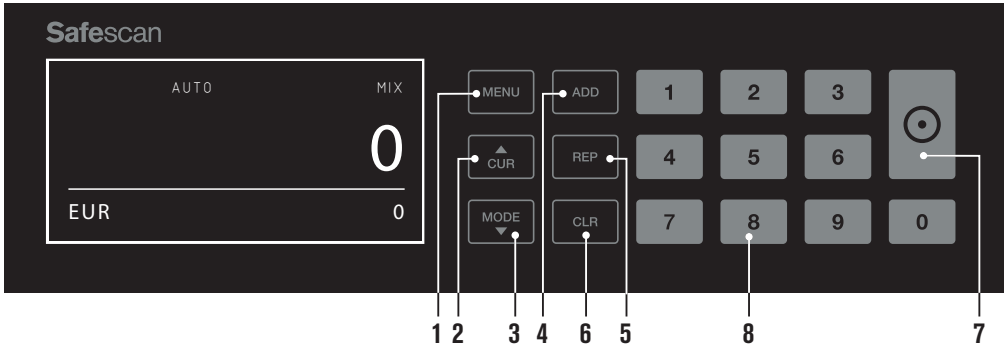 Safescan
AUTO MIX
0
EUR 0
MENU ADD 1 2 3
CUR REP 4 5 6
MODE CLR 7 8 9 0
1 2 3 4 6 5 8 7